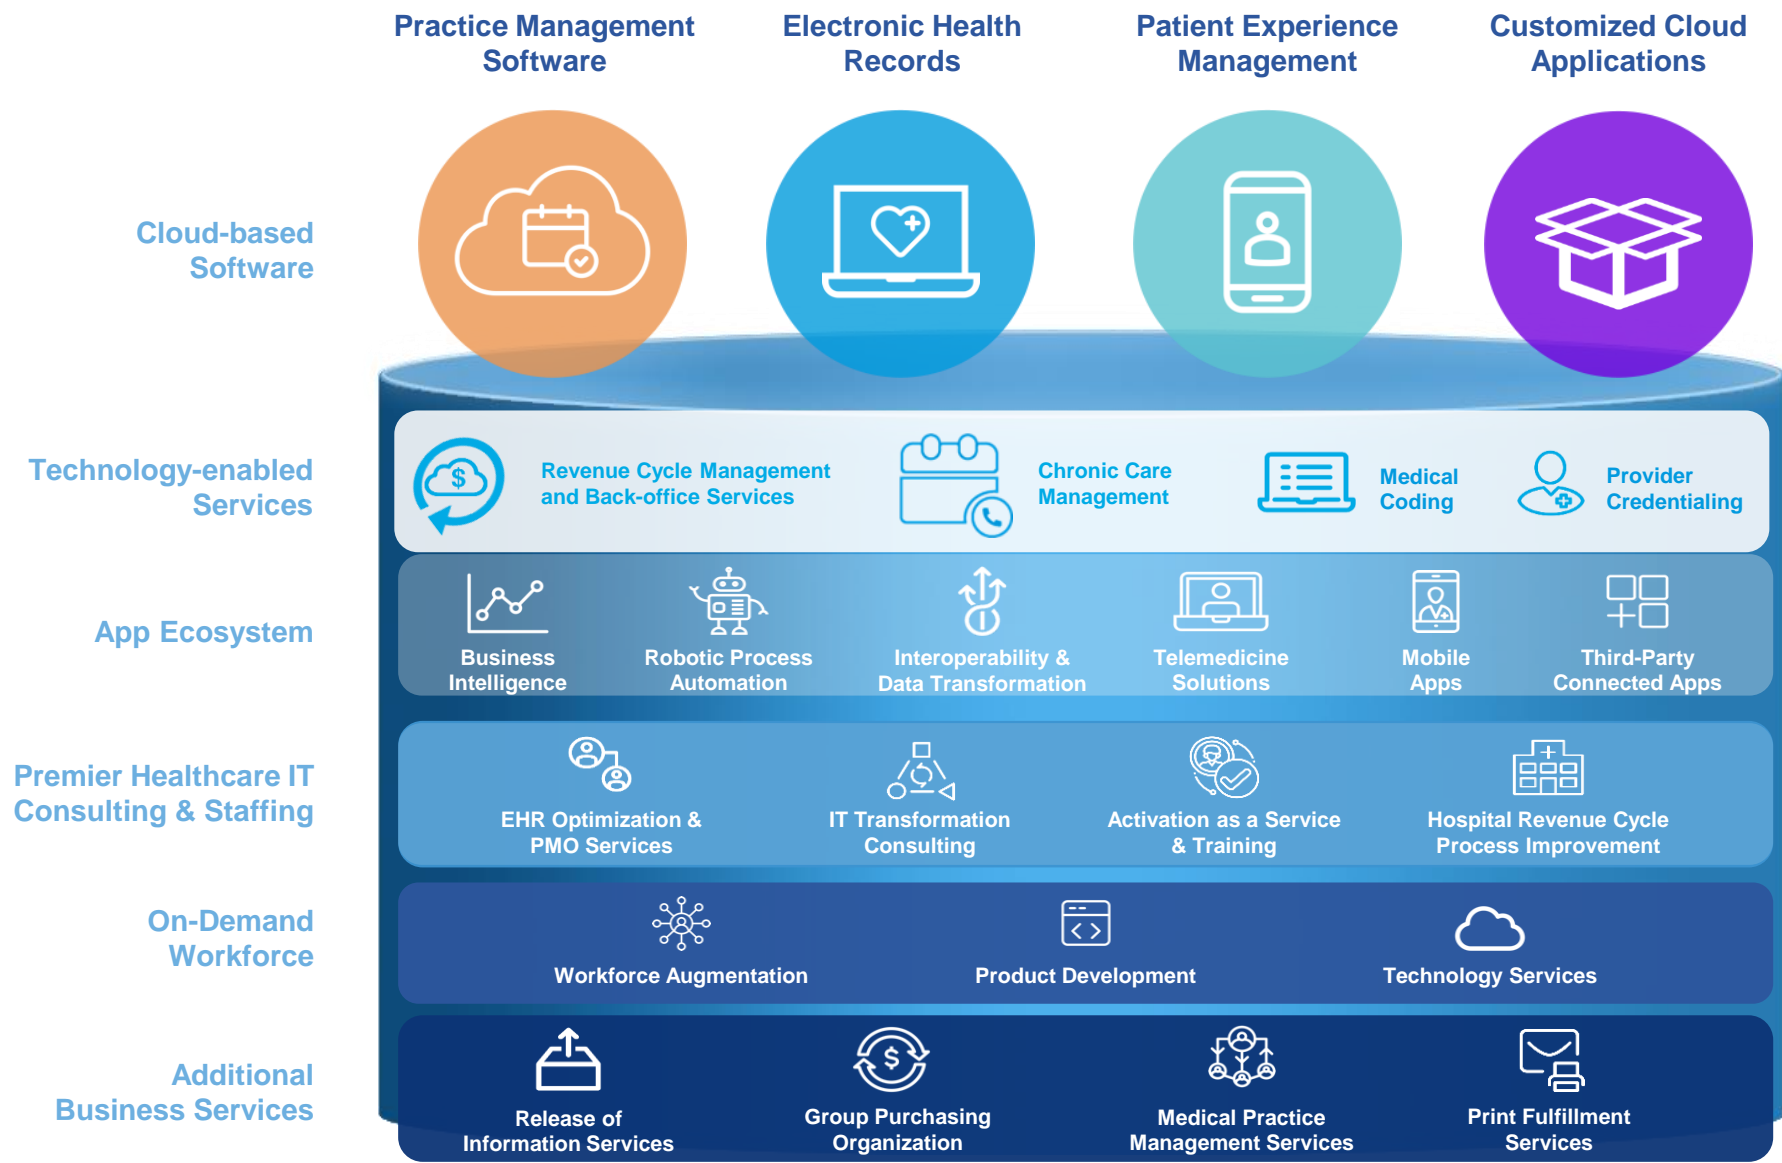 Practice Management
Software
Electronic Health
Records
Patient Experience
Management
Customized Cloud
Applications
Cloud-based
Software
Technology-enabled
Services
$
Revenue Cycle Management
and Back-office Services
Chronic Care
Management
Medical
Coding
Provider
Credentialing
App Ecosystem
Business
Intelligence
Robotic Process
Automation
Interoperability &
Data Transformation
Telemedicine
Solutions
Mobile
Apps
Third-Party
Connected Apps
Premier Healthcare IT
Consulting & Staffing
EHR Optimization &
PMO Services
IT Transformation
Consulting
Activation as a Service
& Training
Hospital Revenue Cycle
Process Improvement
On-Demand
Workforce
Workforce Augmentation
Product Development
Technology Services
Additional
Business Services
Release of
Information Services
$
Group Purchasing
Organization
Medical Practice
Management Services
Print Fulfillment
Services